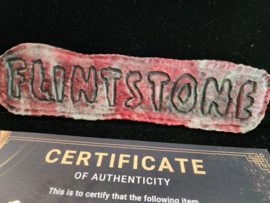 FLINTSTONE
CERTIFICATE
OF AUTHENTICITY
This is to certify that the following item